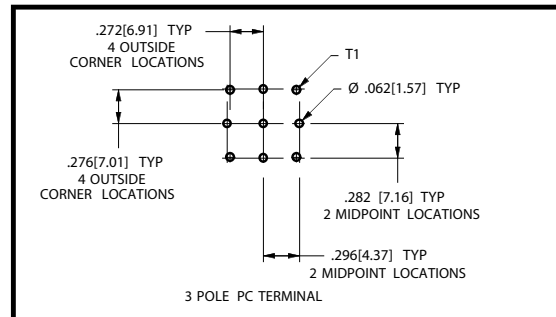 .272[6.91] TYP
4 OUTSIDE
CORNER LOCATIONS
T1
Ø .062[1.57] TYP
.276[7.01] TYP
4 OUTSIDE
CORNER LOCATIONS
.282 [7.16] TYP
2 MIDPOINT LOCATIONS
.296[4.37] TYP
2 MIDPOINT LOCATIONS
3 POLE PC TERMINAL